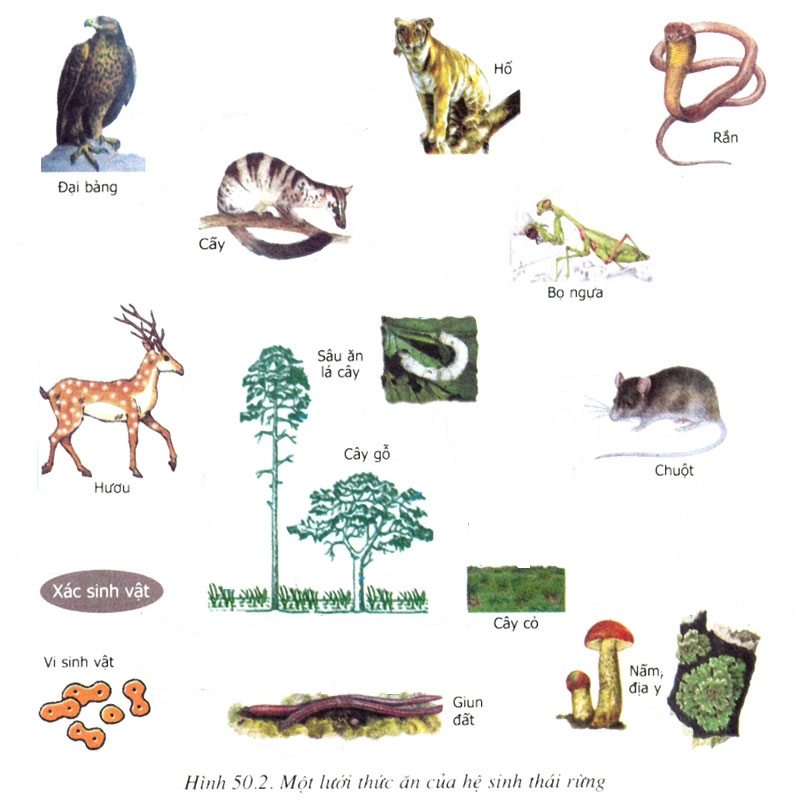 Đại bàng
Hổ
Rắn
Cầy
Bọ ngựa
Sâu ăn
lá cây
Hươu
Cây gỗ
Chuột
Xác sinh vật
Cây cỏ
Vi sinh vật
Giun
đất
Nấm,
địa y
Hình 50.2. Một lưới thức ăn của hệ sinh thái rừng